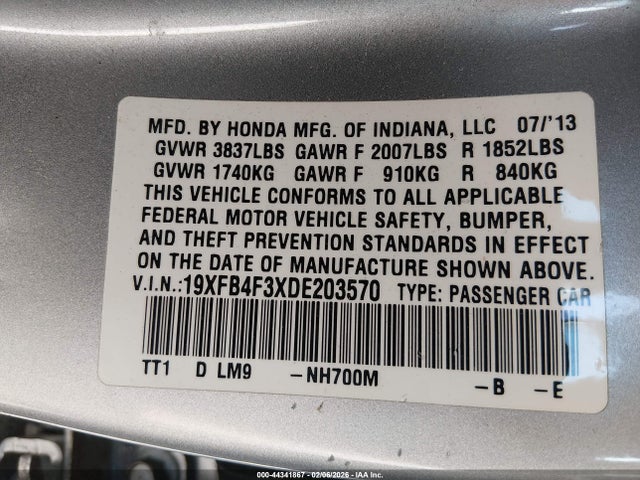 MFD. BY HONDA MFG. OF INDIANA, LLC 07/'13
GVWR 3837LBS GAWR F 2007LBS R 1852LBS
GVWR 1740KG GAWR F 910KG R 840KG
THIS VEHICLE CONFORMS TO ALL APPLICABLE
FEDERAL MOTOR VEHICLE SAFETY, BUMPER,
AND THEFT PREVENTION STANDARDS IN EFFECT
ON THE DATE OF MANUFACTURE SHOWN ABOVE.
V.I.N.:19XFB4F3XDE203570 TYPE: PASSENGER CAR
TT1 D LM9 -NH700M -B -E
000-44341867 - 02/06/2026 - IAA Inc.